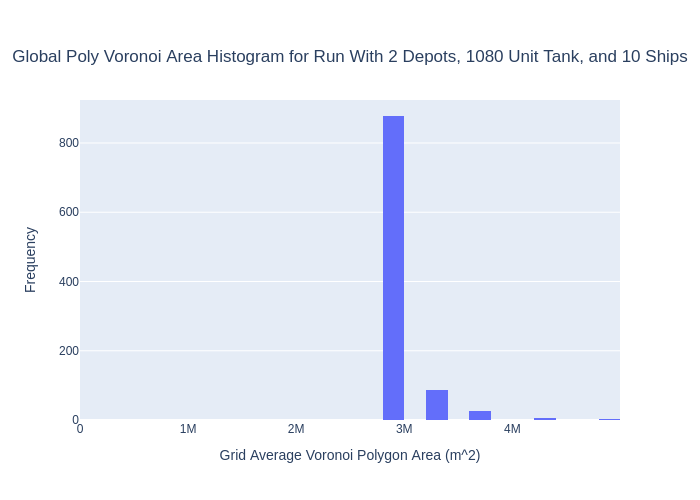 Global Poly Voronoi Area Histogram for Run With 2 Depots, 1080 Unit Tank, and 10 Ships
800
600
400
200
0
0 1M 2M 3M 4M
Frequency
Grid Average Voronoi Polygon Area (m^2)